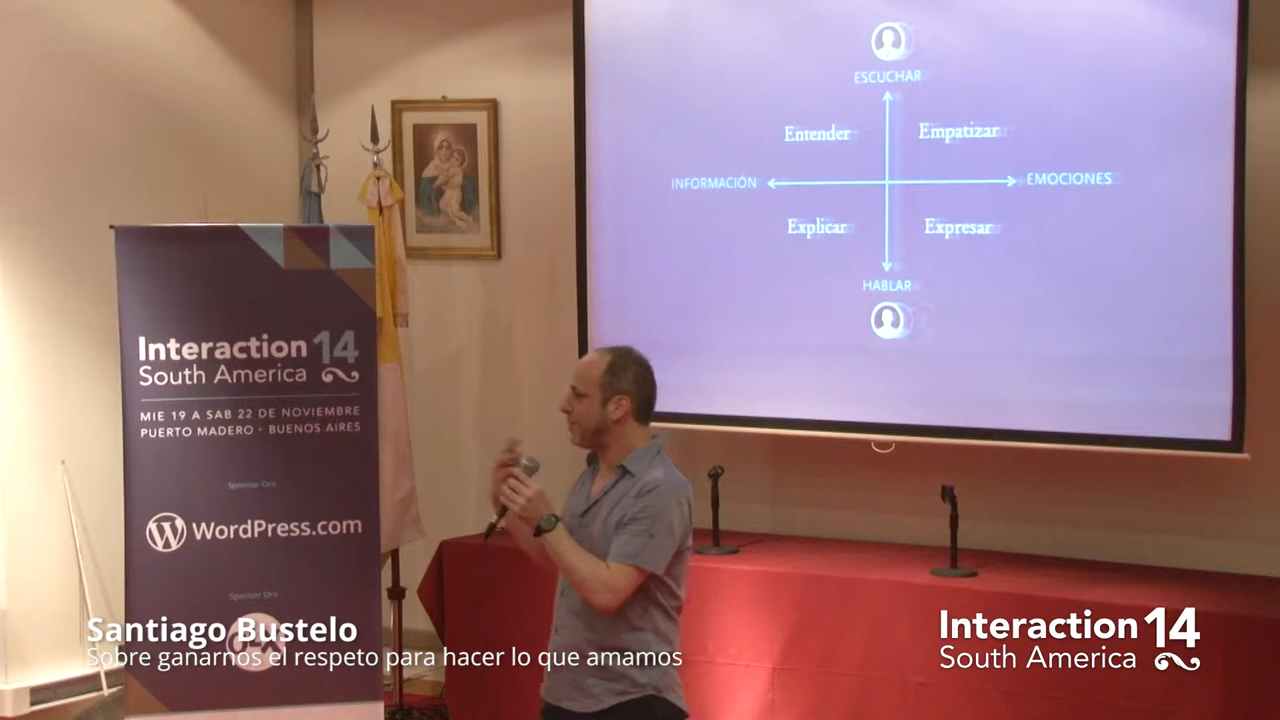 ESCUCHAR
Entender
Empatizar
INFORMACIÓN
EMOCIONES
Explicar
Expresar
HABLAR
Interaction 14
South America
MIE 19 A SAB 22 DE NOVIEMBRE
PUERTO MADERO • BUENOS AIRES
Sponsor Oro
WordPress.com
Sponsor Oro
Santiago Bustelo
Sobre ganarnos el respeto para hacer lo que amamos
Interaction 14
South America